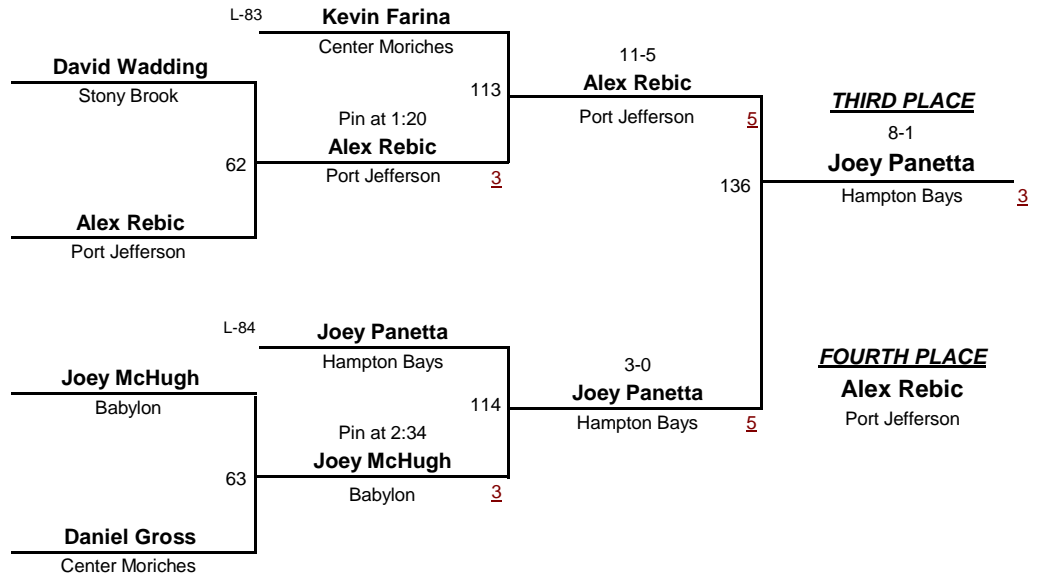 L-83
Kevin Farina
Center Moriches
David Wadding
Stony Brook
113
11-5
Alex Rebic
Port Jefferson
5
THIRD PLACE
8-1
Joey Panetta
Hampton Bays
3
62
Pin at 1:20
Alex Rebic
Port Jefferson
3
136
Alex Rebic
Port Jefferson
L-84
Joey Panetta
Hampton Bays
Joey McHugh
Babylon
114
3-0
Joey Panetta
Hampton Bays
5
FOURTH PLACE
Alex Rebic
Port Jefferson
63
Pin at 2:34
Joey McHugh
Babylon
3
Daniel Gross
Center Moriches